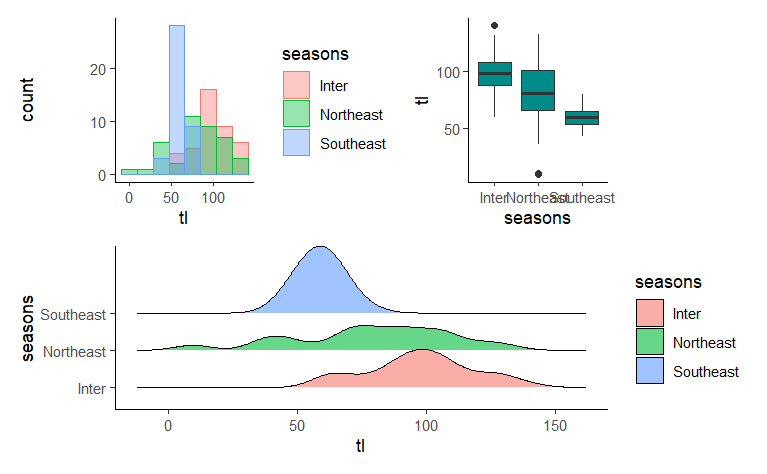 count
20
10
0
0
50
100
tl
seasons
Inter
Northeast
Southeast
tl
100
50
Inter
Northeast
Southeast
seasons
seasons
Southeast
Northeast
Inter
0
50
100
150
tl
seasons
Inter
Northeast
Southeast